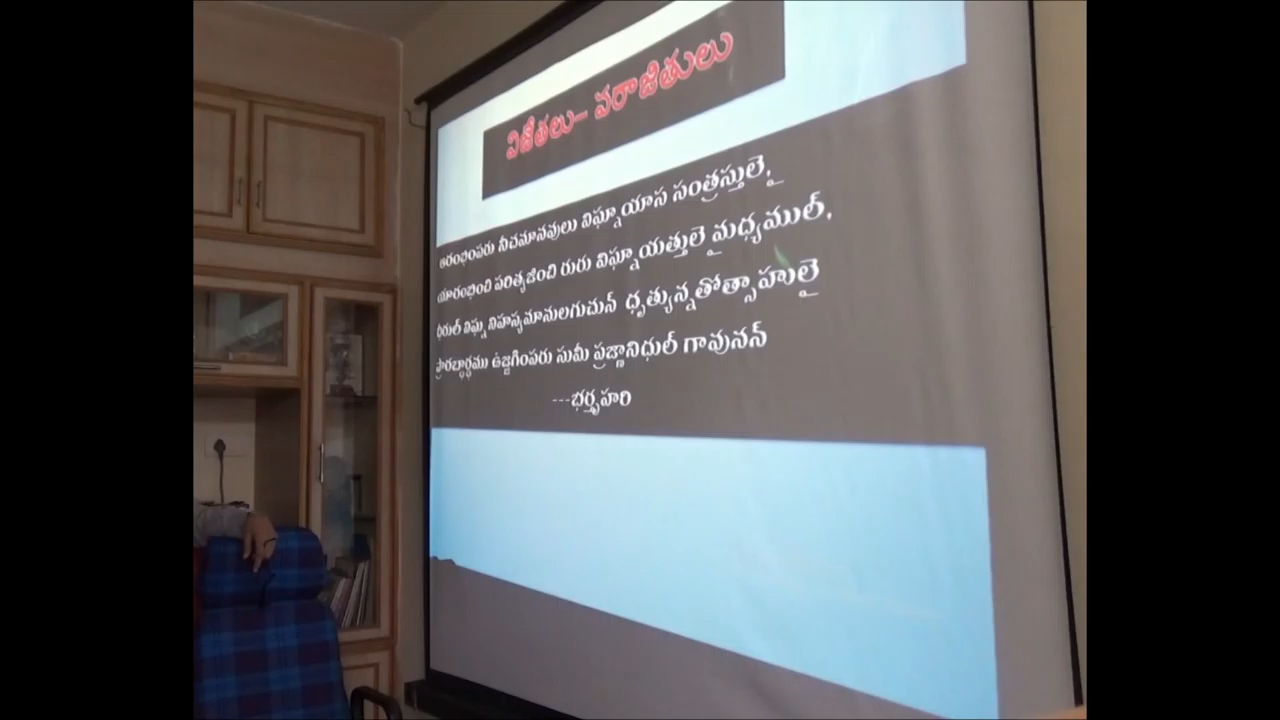 విజేతలు- పరాజితులు
ఆరంభింపరు నీచమానవులు విఘ్నాయాస సంత్రస్తులై,
యారంభించి పరిత్యజించి రురు విఘ్నాయత్తులై మధ్యముల్,
ధీరుల్ విఘ్న నిహన్యమానులగుచున్ ధృత్యున్నతోత్సాహులై
ప్రారబ్ధార్థము ఉజ్జగింపరు సుమీ ప్రజ్ఞానిధుల్ గావునన్
---భర్తృహరి